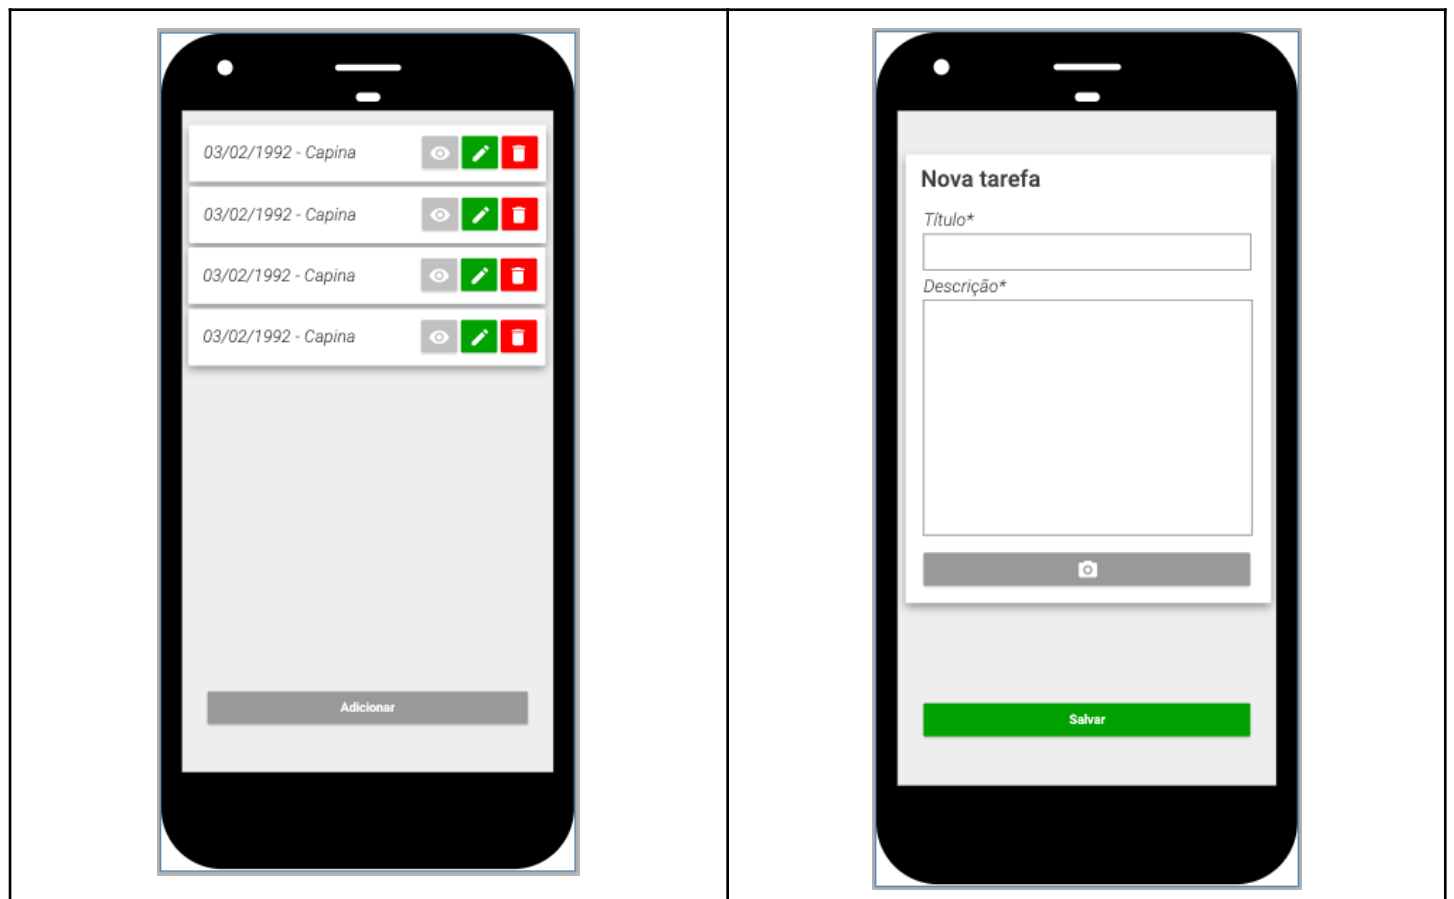 03/02/1992 - Capina
03/02/1992 - Capina
03/02/1992 - Capina
03/02/1992 - Capina
Adicionar
Nova tarefa
Título*
Descrição*
Salvar